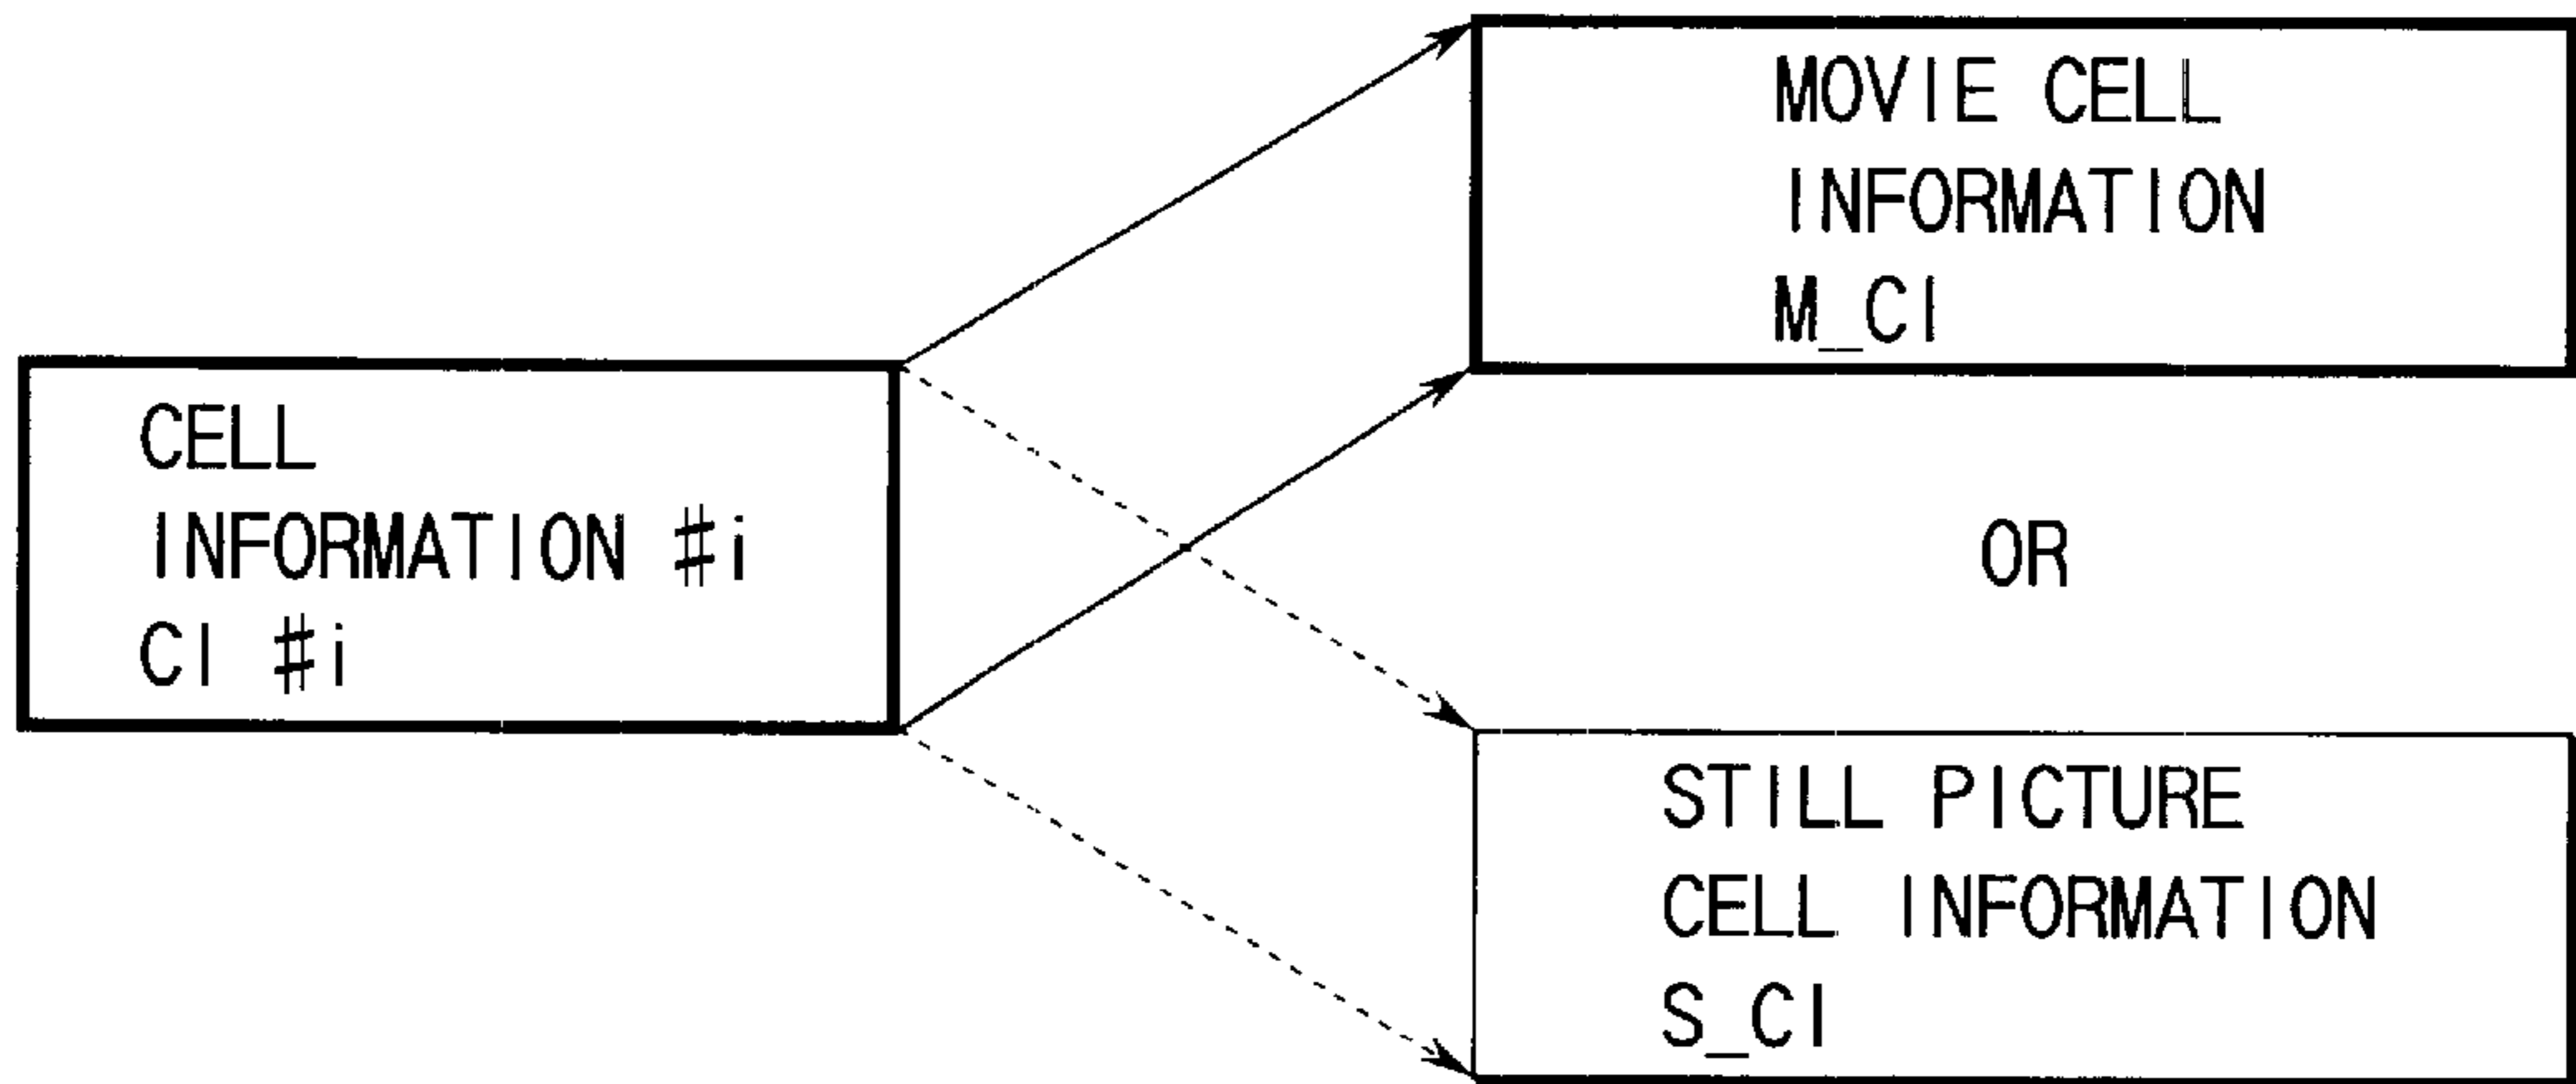 CELL
INFORMATION #i
CI #i
MOVIE CELL
INFORMATION
M_CI
OR
STILL PICTURE
CELL INFORMATION
S_CI